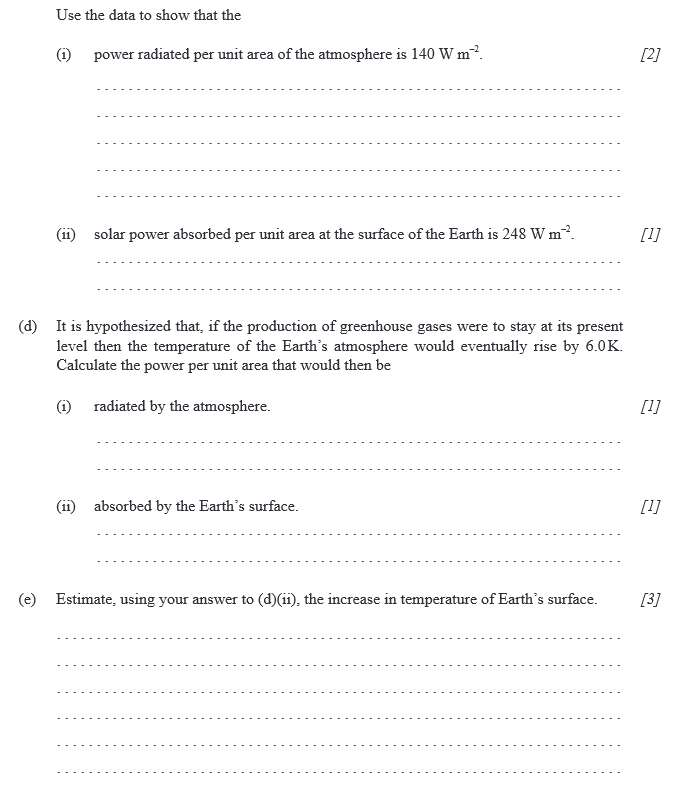 Use the data to show that the
(i) power radiated per unit area of the atmosphere is 140 W m⁻². [2]
(ii) solar power absorbed per unit area at the surface of the Earth is 248 W m⁻². [1]
(d) It is hypothesized that, if the production of greenhouse gases were to stay at its present
level then the temperature of the Earth's atmosphere would eventually rise by 6.0K.
Calculate the power per unit area that would then be
(i) radiated by the atmosphere. [1]
(ii) absorbed by the Earth's surface. [1]
(e) Estimate, using your answer to (d)(ii), the increase in temperature of Earth's surface. [3]